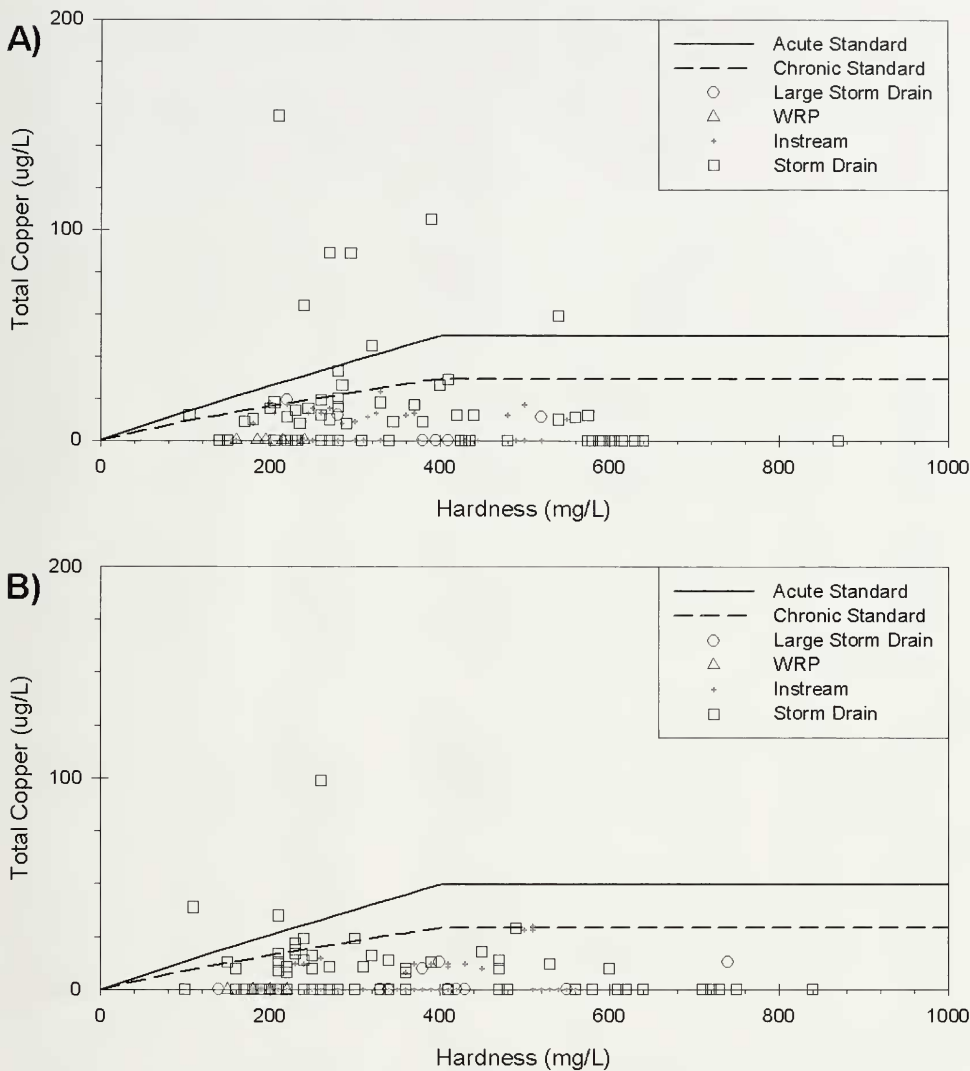 A)
200
100
0
Total Copper (ug/L)
Acute Standard
Chronic Standard
Large Storm Drain
WRP
Instream
Storm Drain
0 200 400 600 800 1000
Hardness (mg/L)
B)
200
100
0
Total Copper (ug/L)
Acute Standard
Chronic Standard
Large Storm Drain
WRP
Instream
Storm Drain
0 200 400 600 800 1000
Hardness (mg/L)